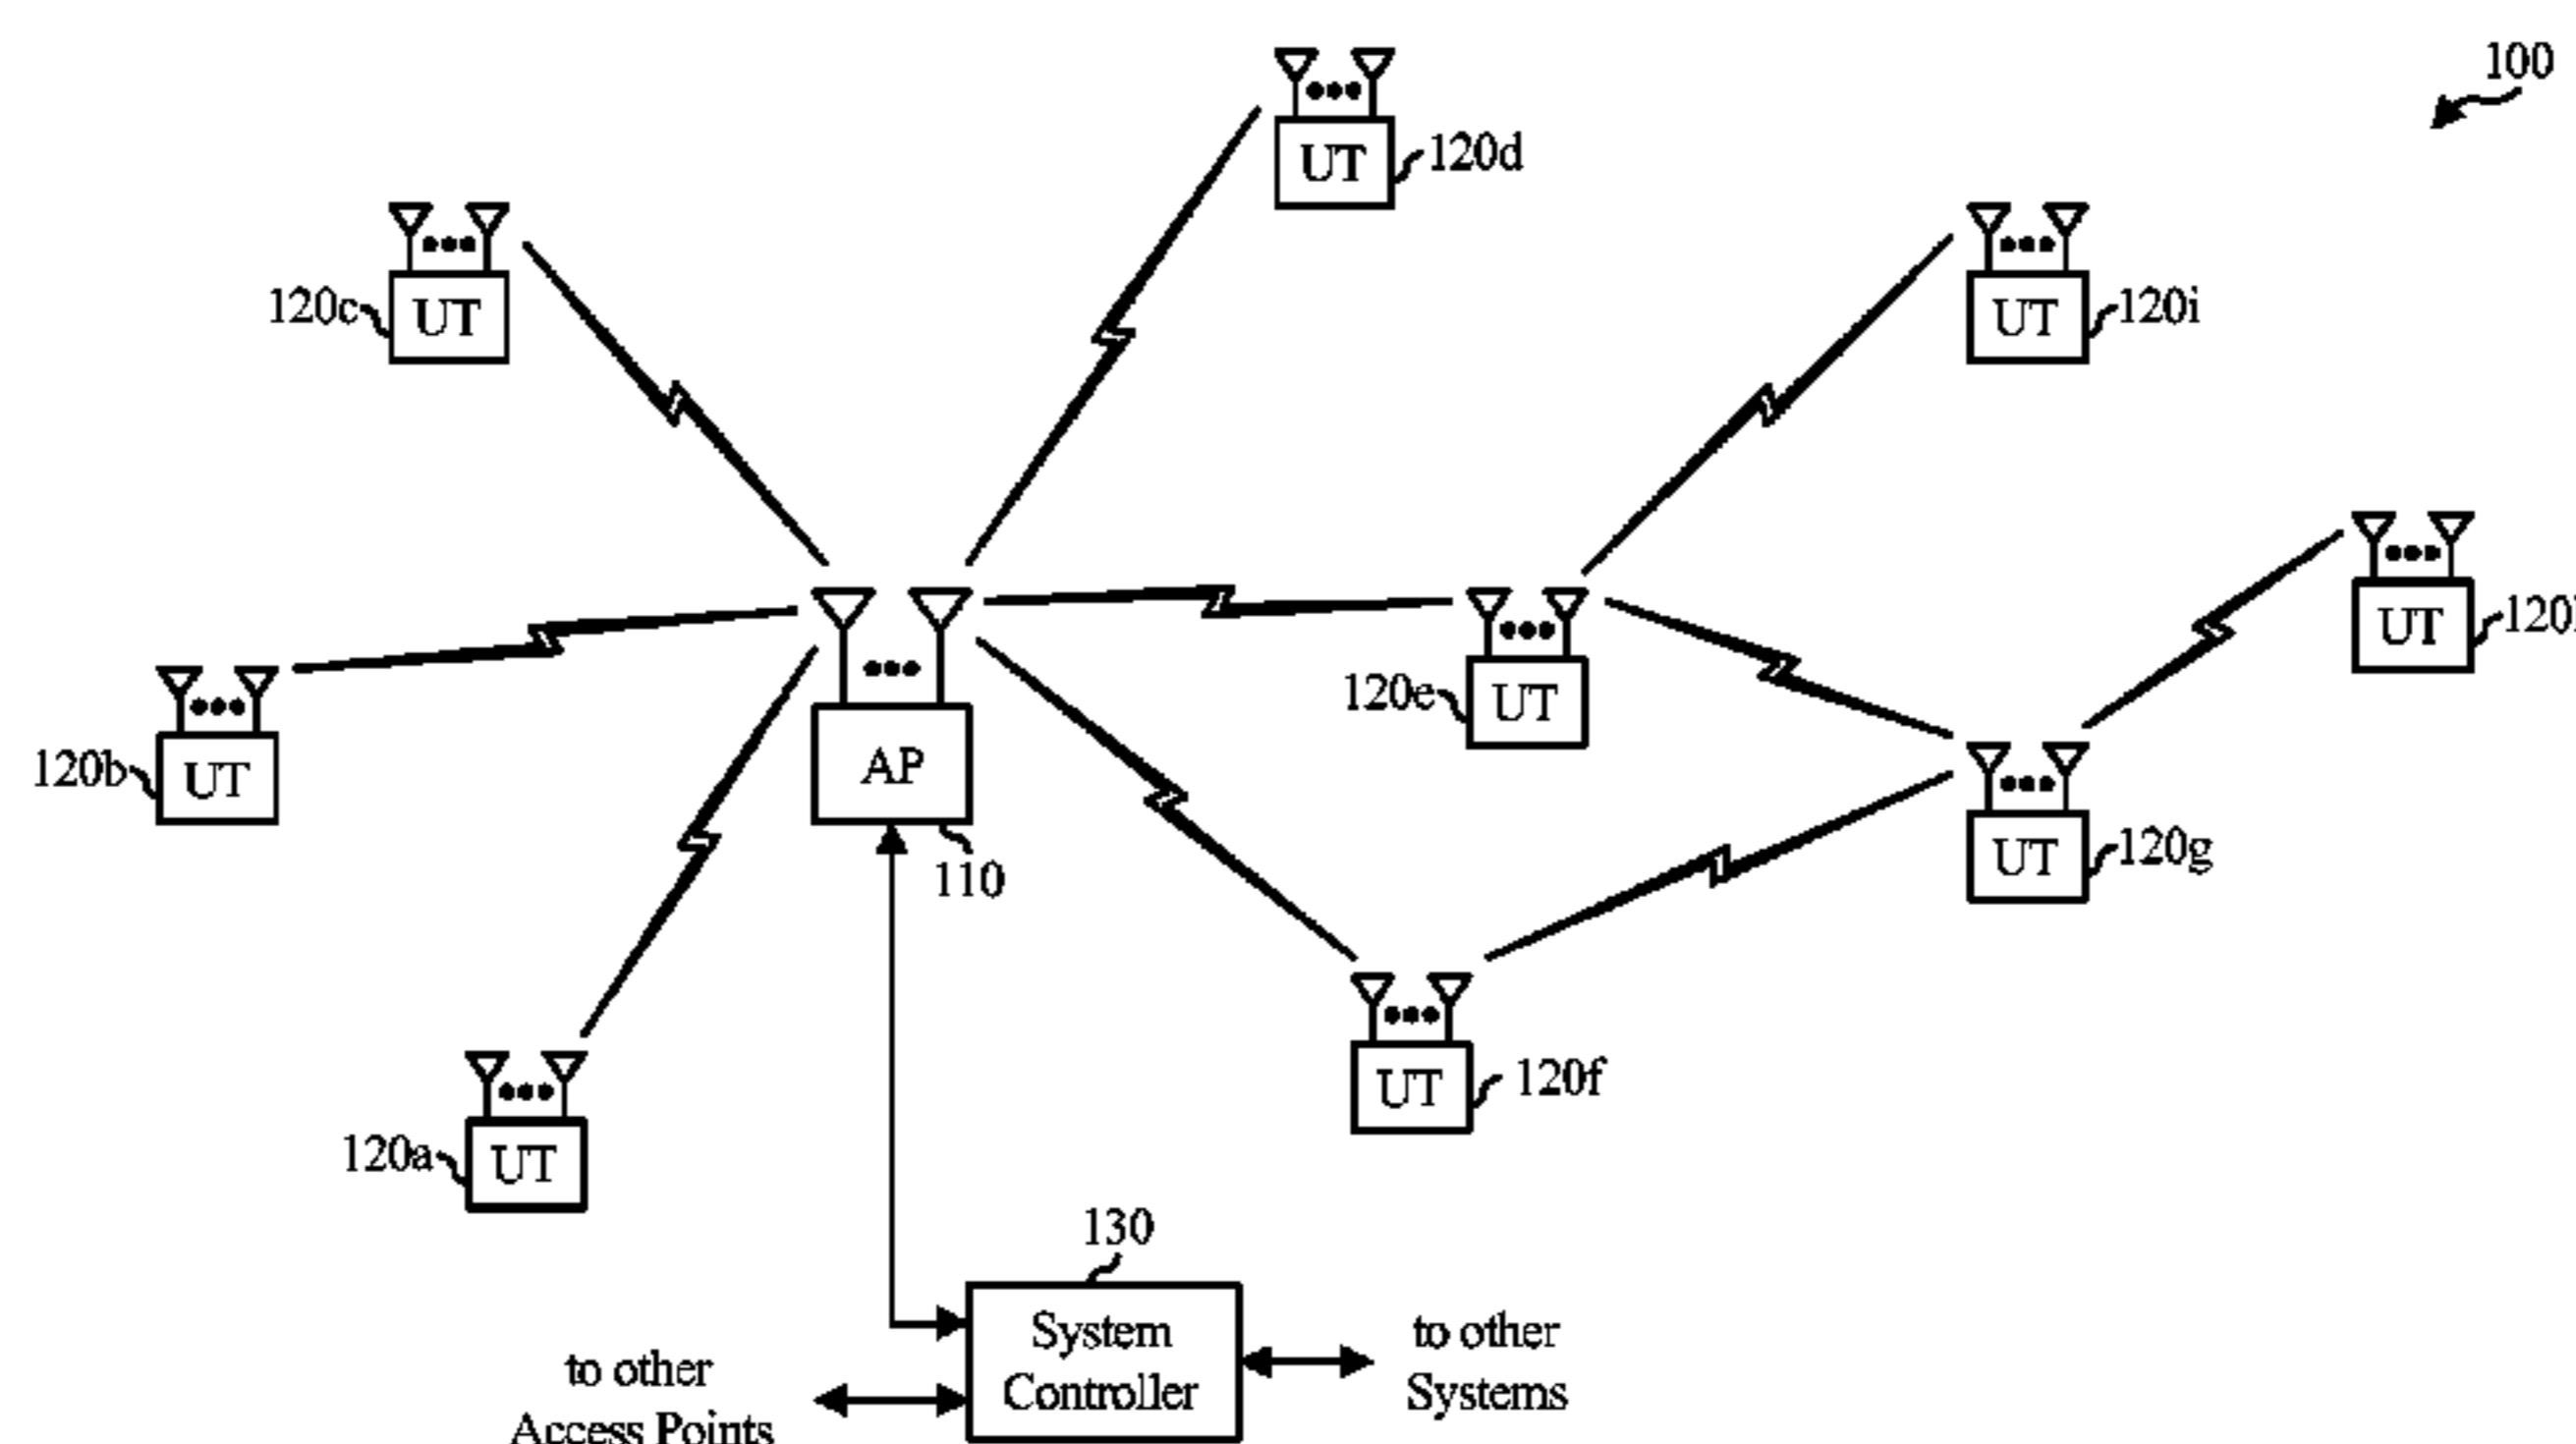 100
UT
120d
120c
UT
UT
120i
UT
120e
UT
120b
UT
AP
110
UT
120g
UT
120f
120a
UT
130
System
Controller
to other
Access Points
to other
Systems